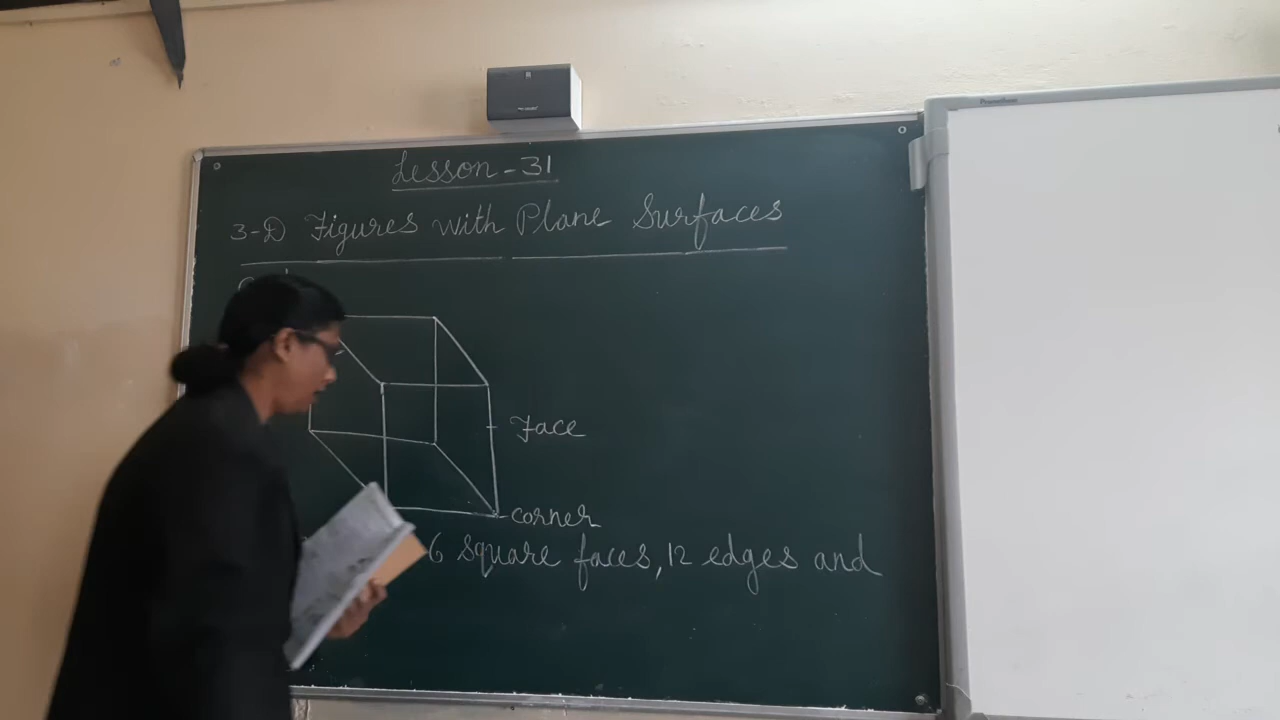 Lesson - 31
3-D Figures with Plane Surfaces
Face
corner
6 square faces, 12 edges and